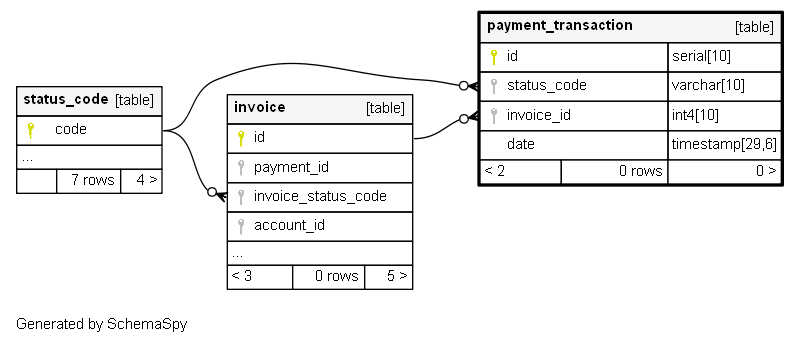 payment_transaction [table]
id serial[10]
status_code varchar[10]
invoice_id int4[10]
date timestamp[29,6]
< 2 0 rows 0 >
status_code [table]
code
...
7 rows 4 >
invoice [table]
id
payment_id
invoice_status_code
account_id
...
< 3 0 rows 5 >
Generated by SchemaSpy